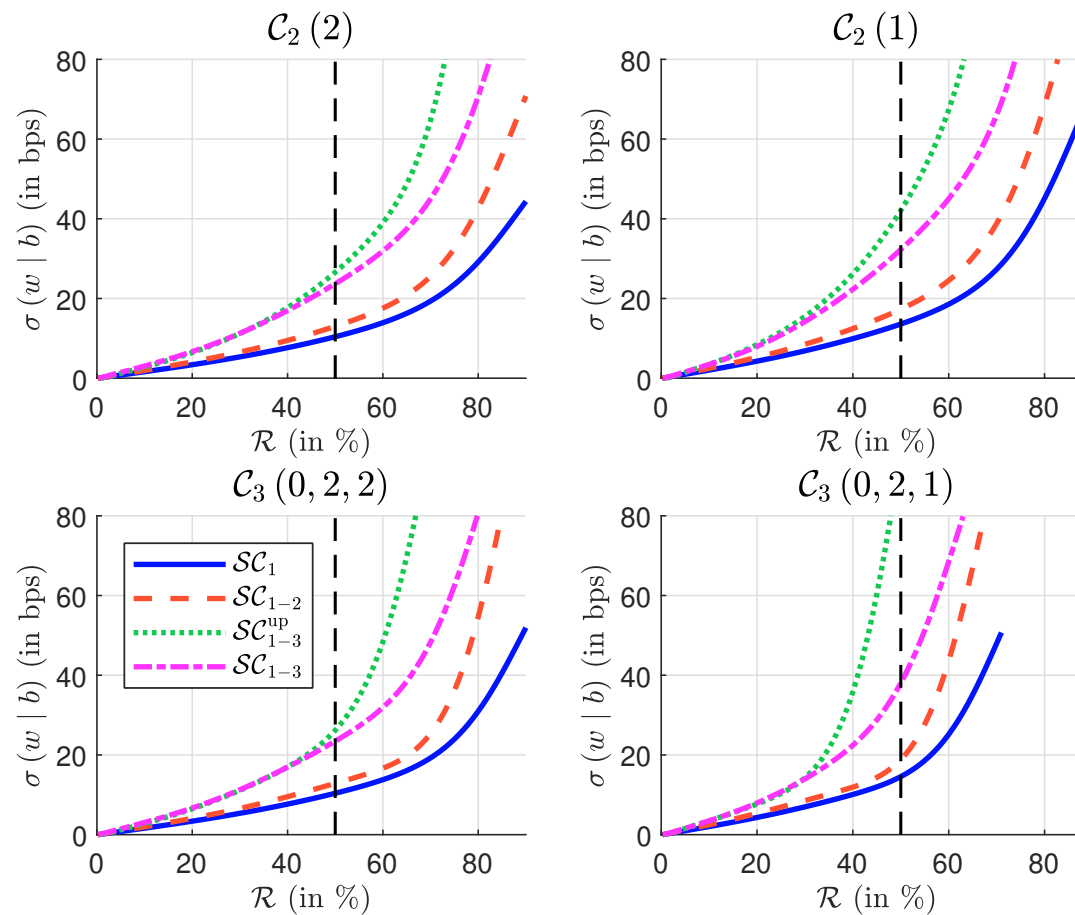 𝒞₂ (2)
80
60
40
20
0
σ (w | b) (in bps)
0 20 40 60 80
ℛ (in %)
𝒞₂ (1)
80
60
40
20
0
σ (w | b) (in bps)
0 20 40 60 80
ℛ (in %)
𝒞₃ (0, 2, 2)
80
60
40
20
0
σ (w | b) (in bps)
𝒮𝒞₁
𝒮𝒞₁₋₂
𝒮𝒞₁₋₃ᵘᵖ
𝒮𝒞₁₋₃
0 20 40 60 80
ℛ (in %)
𝒞₃ (0, 2, 1)
80
60
40
20
0
σ (w | b) (in bps)
0 20 40 60 80
ℛ (in %)